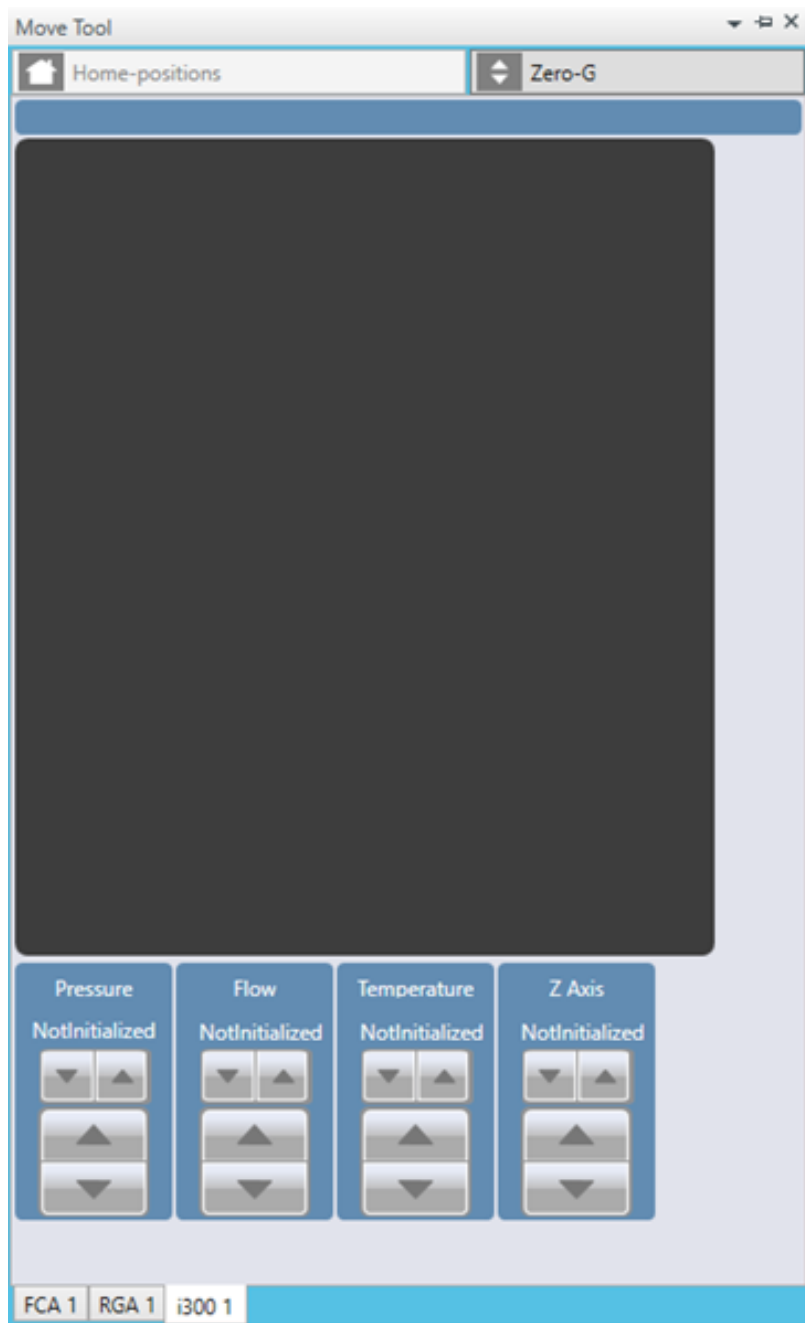 Move Tool
Home-positions
Zero-G
Pressure
NotInitialized
Flow
NotInitialized
Temperature
NotInitialized
Z Axis
NotInitialized
FCA 1
RGA 1
i300 1